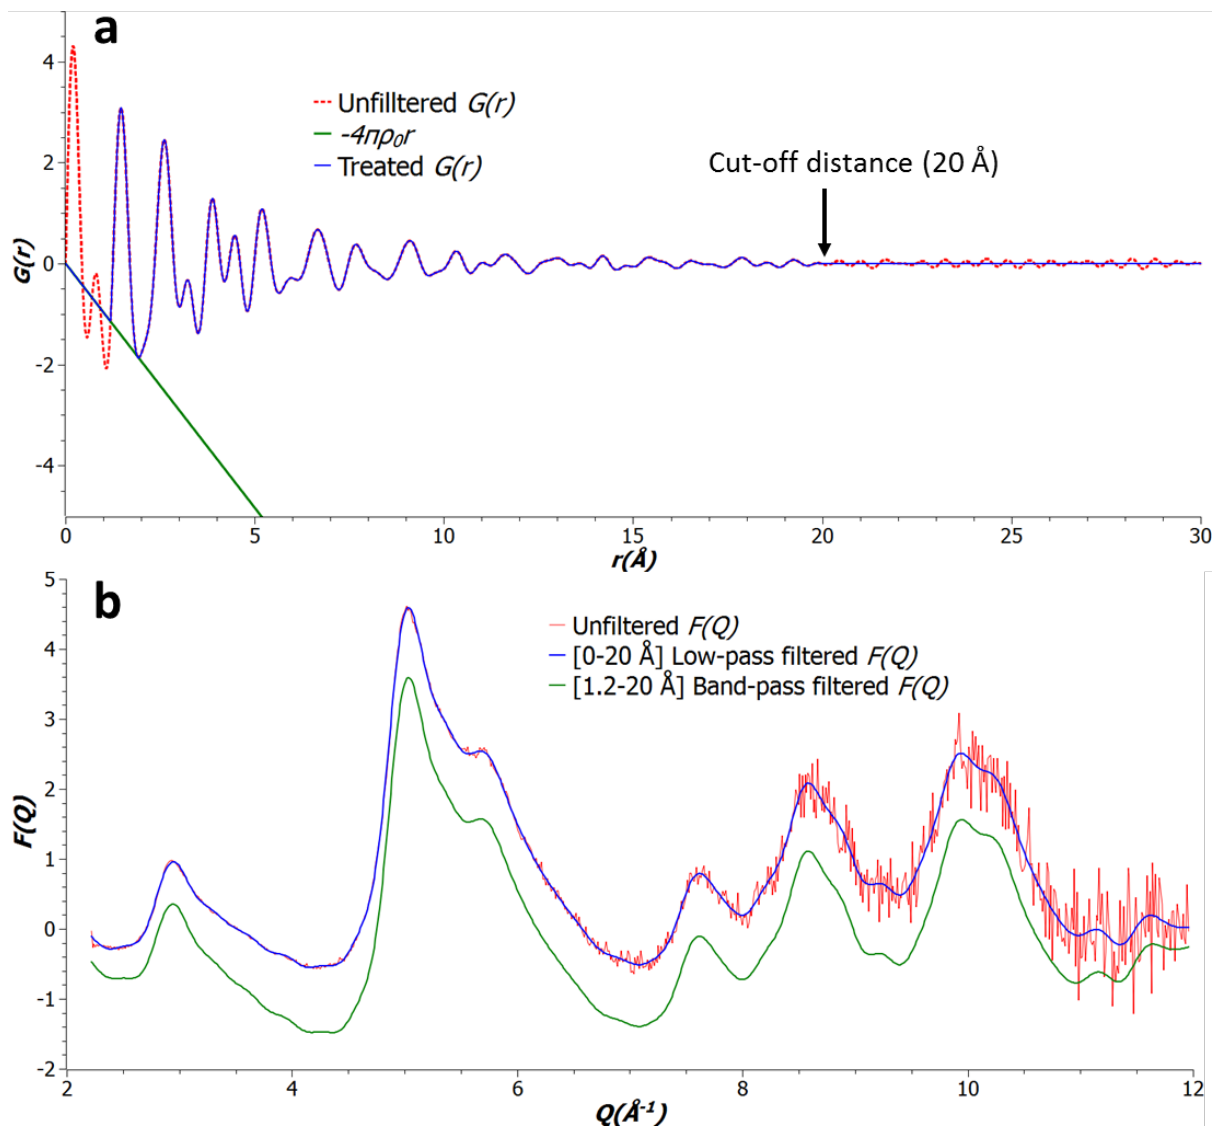 a
4
2
0
-2
-4
G(r)
Unfilltered G(r)
-4πρ₀r
Treated G(r)
Cut-off distance (20 Å)
0 5 10 15 20 25 30
r(Å)
b
5
4
3
2
1
0
-1
-2
F(Q)
Unfiltered F(Q)
[0-20 Å] Low-pass filtered F(Q)
[1.2-20 Å] Band-pass filtered F(Q)
2 4 6 8 10 12
Q(Å⁻¹)